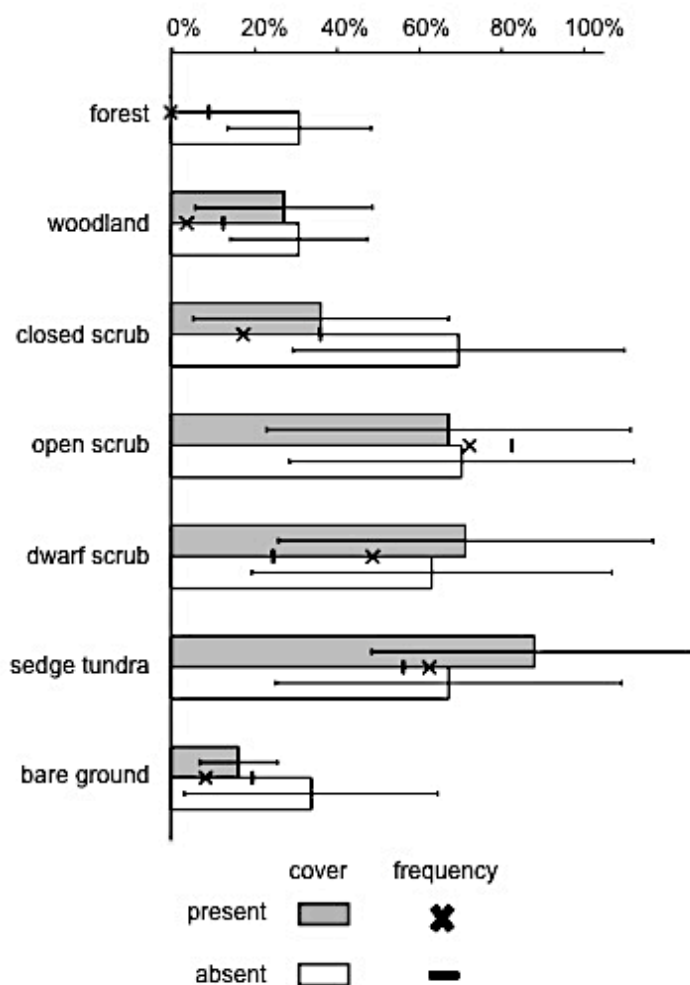 0% 20% 40% 60% 80% 100%
forest
woodland
closed scrub
open scrub
dwarf scrub
sedge tundra
bare ground
cover frequency
present
absent